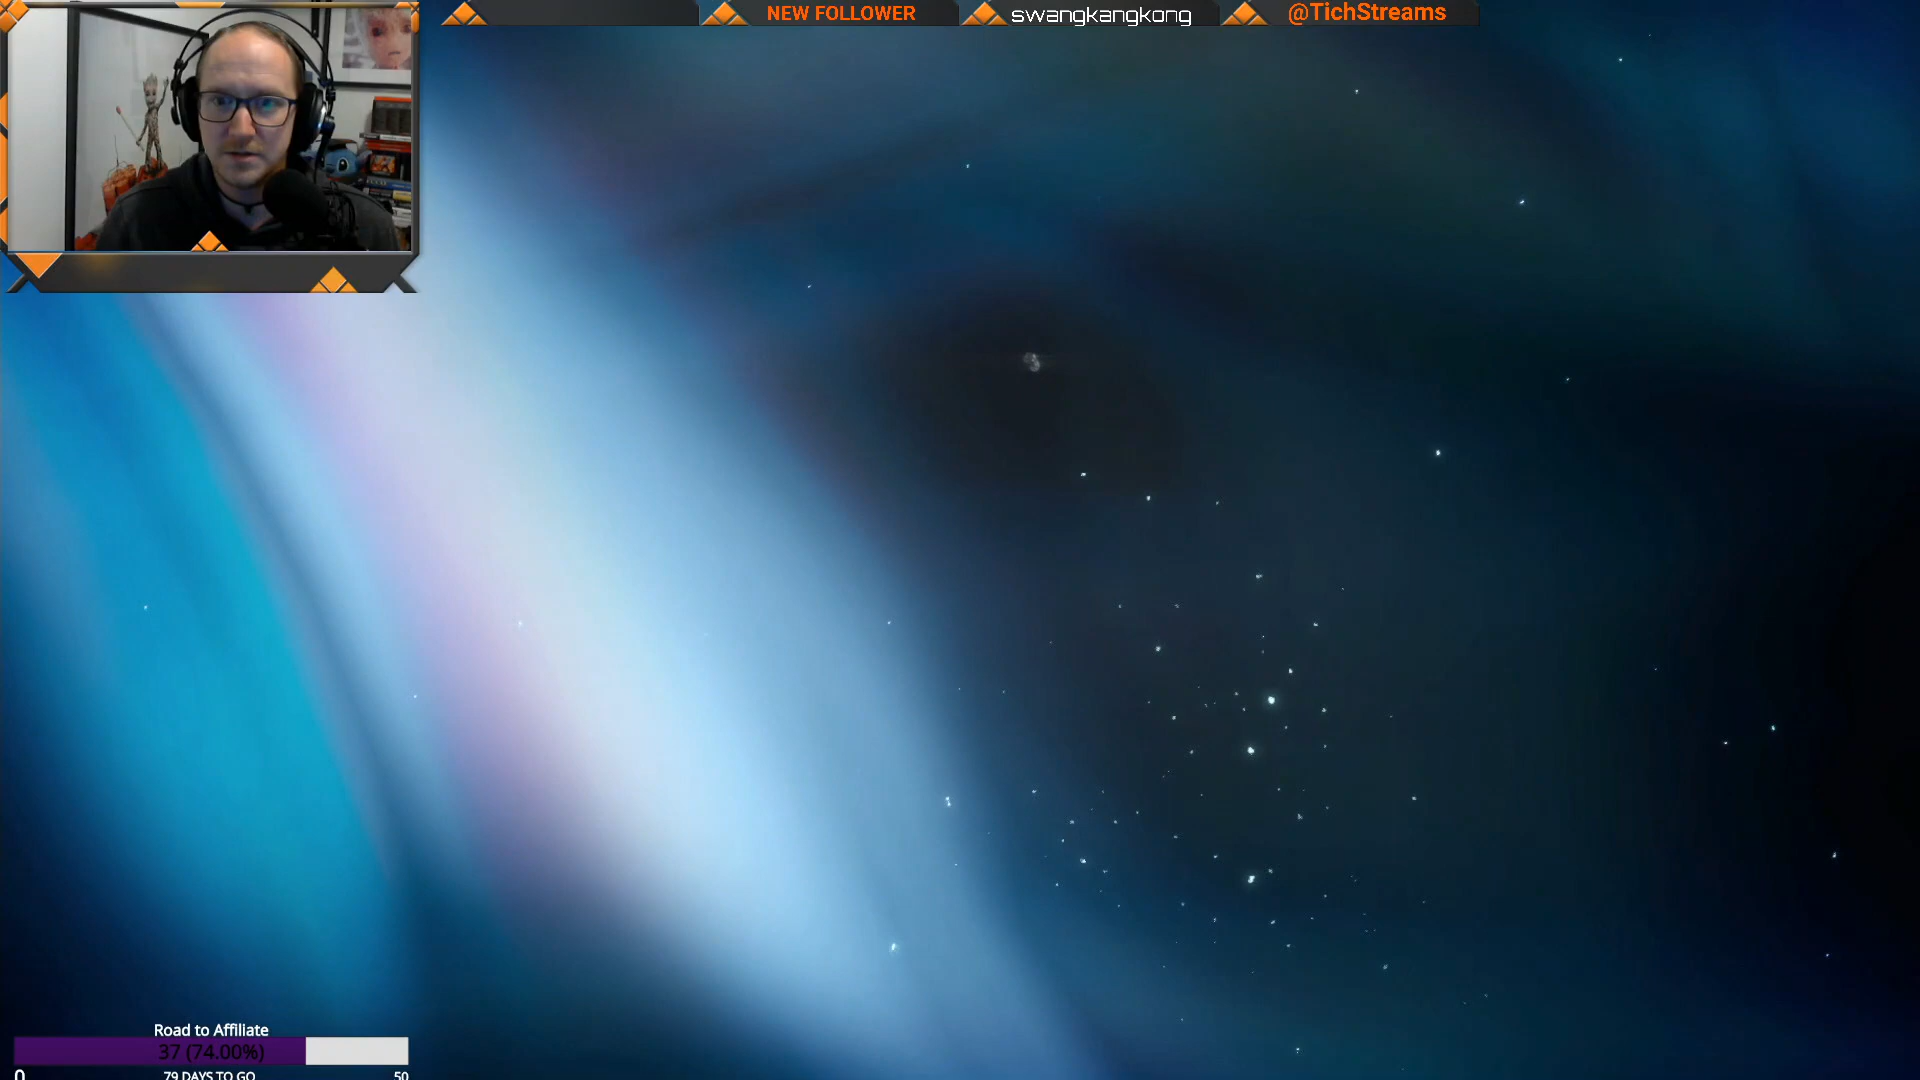 NEW FOLLOWER
swangkangkong
@TichStreams
Road to Affiliate
37 (74.00%)
0
79 DAYS TO GO
50